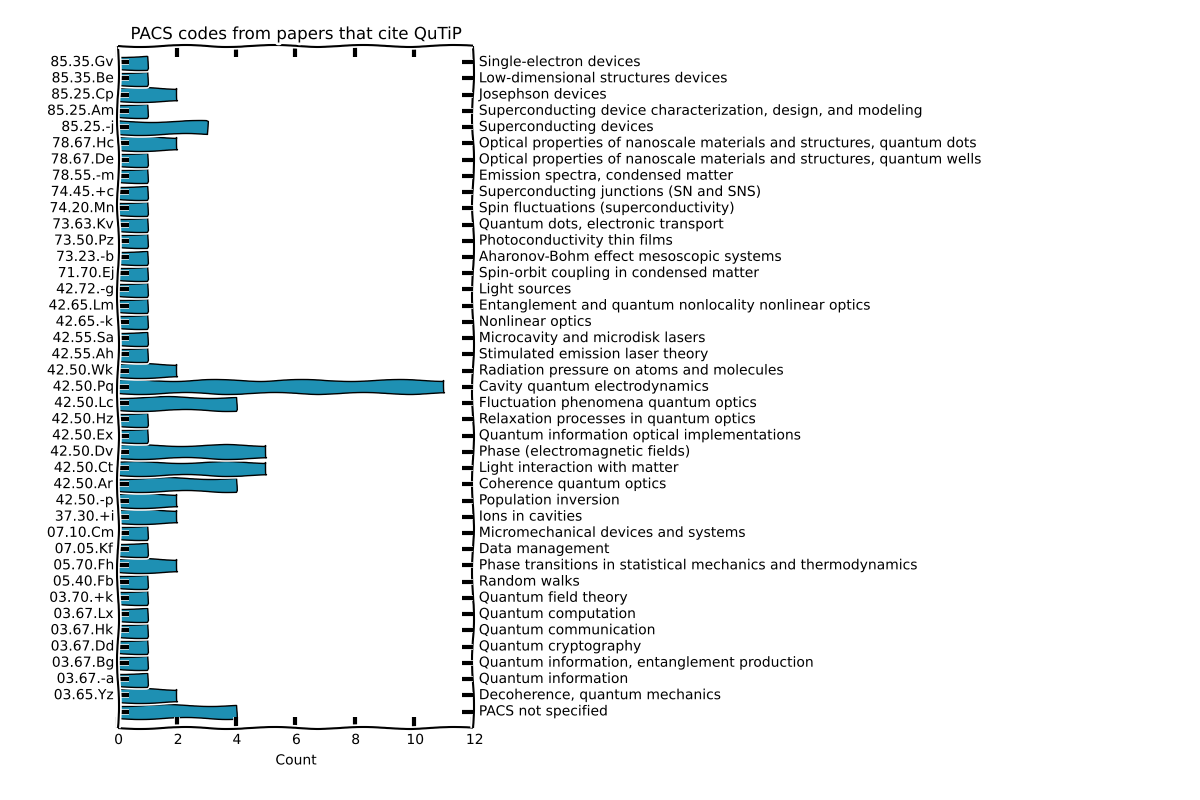 PACS codes from papers that cite QuTiP
85.35.Gv Single-electron devices
85.35.Be Low-dimensional structures devices
85.25.Cp Josephson devices
85.25.Am Superconducting device characterization, design, and modeling
85.25.-j Superconducting devices
78.67.Hc Optical properties of nanoscale materials and structures, quantum dots
78.67.De Optical properties of nanoscale materials and structures, quantum wells
78.55.-m Emission spectra, condensed matter
74.45.+c Superconducting junctions (SN and SNS)
74.20.Mn Spin fluctuations (superconductivity)
73.63.Kv Quantum dots, electronic transport
73.50.Pz Photoconductivity thin films
73.23.-b Aharonov-Bohm effect mesoscopic systems
71.70.Ej Spin-orbit coupling in condensed matter
42.72.-g Light sources
42.65.Lm Entanglement and quantum nonlocality nonlinear optics
42.65.-k Nonlinear optics
42.55.Sa Microcavity and microdisk lasers
42.55.Ah Stimulated emission laser theory
42.50.Wk Radiation pressure on atoms and molecules
42.50.Pq Cavity quantum electrodynamics
42.50.Lc Fluctuation phenomena quantum optics
42.50.Hz Relaxation processes in quantum optics
42.50.Ex Quantum information optical implementations
42.50.Dv Phase (electromagnetic fields)
42.50.Ct Light interaction with matter
42.50.Ar Coherence quantum optics
42.50.-p Population inversion
37.30.+i Ions in cavities
07.10.Cm Micromechanical devices and systems
07.05.Kf Data management
05.70.Fh Phase transitions in statistical mechanics and thermodynamics
05.40.Fb Random walks
03.70.+k Quantum field theory
03.67.Lx Quantum computation
03.67.Hk Quantum communication
03.67.Dd Quantum cryptography
03.67.Bg Quantum information, entanglement production
03.67.-a Quantum information
03.65.Yz Decoherence, quantum mechanics
PACS not specified
0 2 4 6 8 10 12
Count